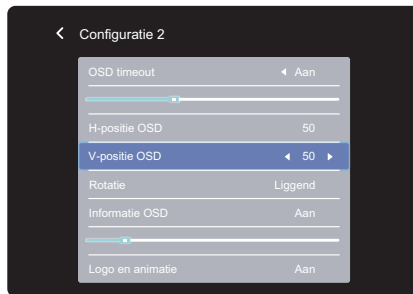 Configuratie 2
OSD timeout Aan
H-positie OSD 50
V-positie OSD 50
Rotatie Liggend
Informatie OSD Aan
Logo en animatie Aan